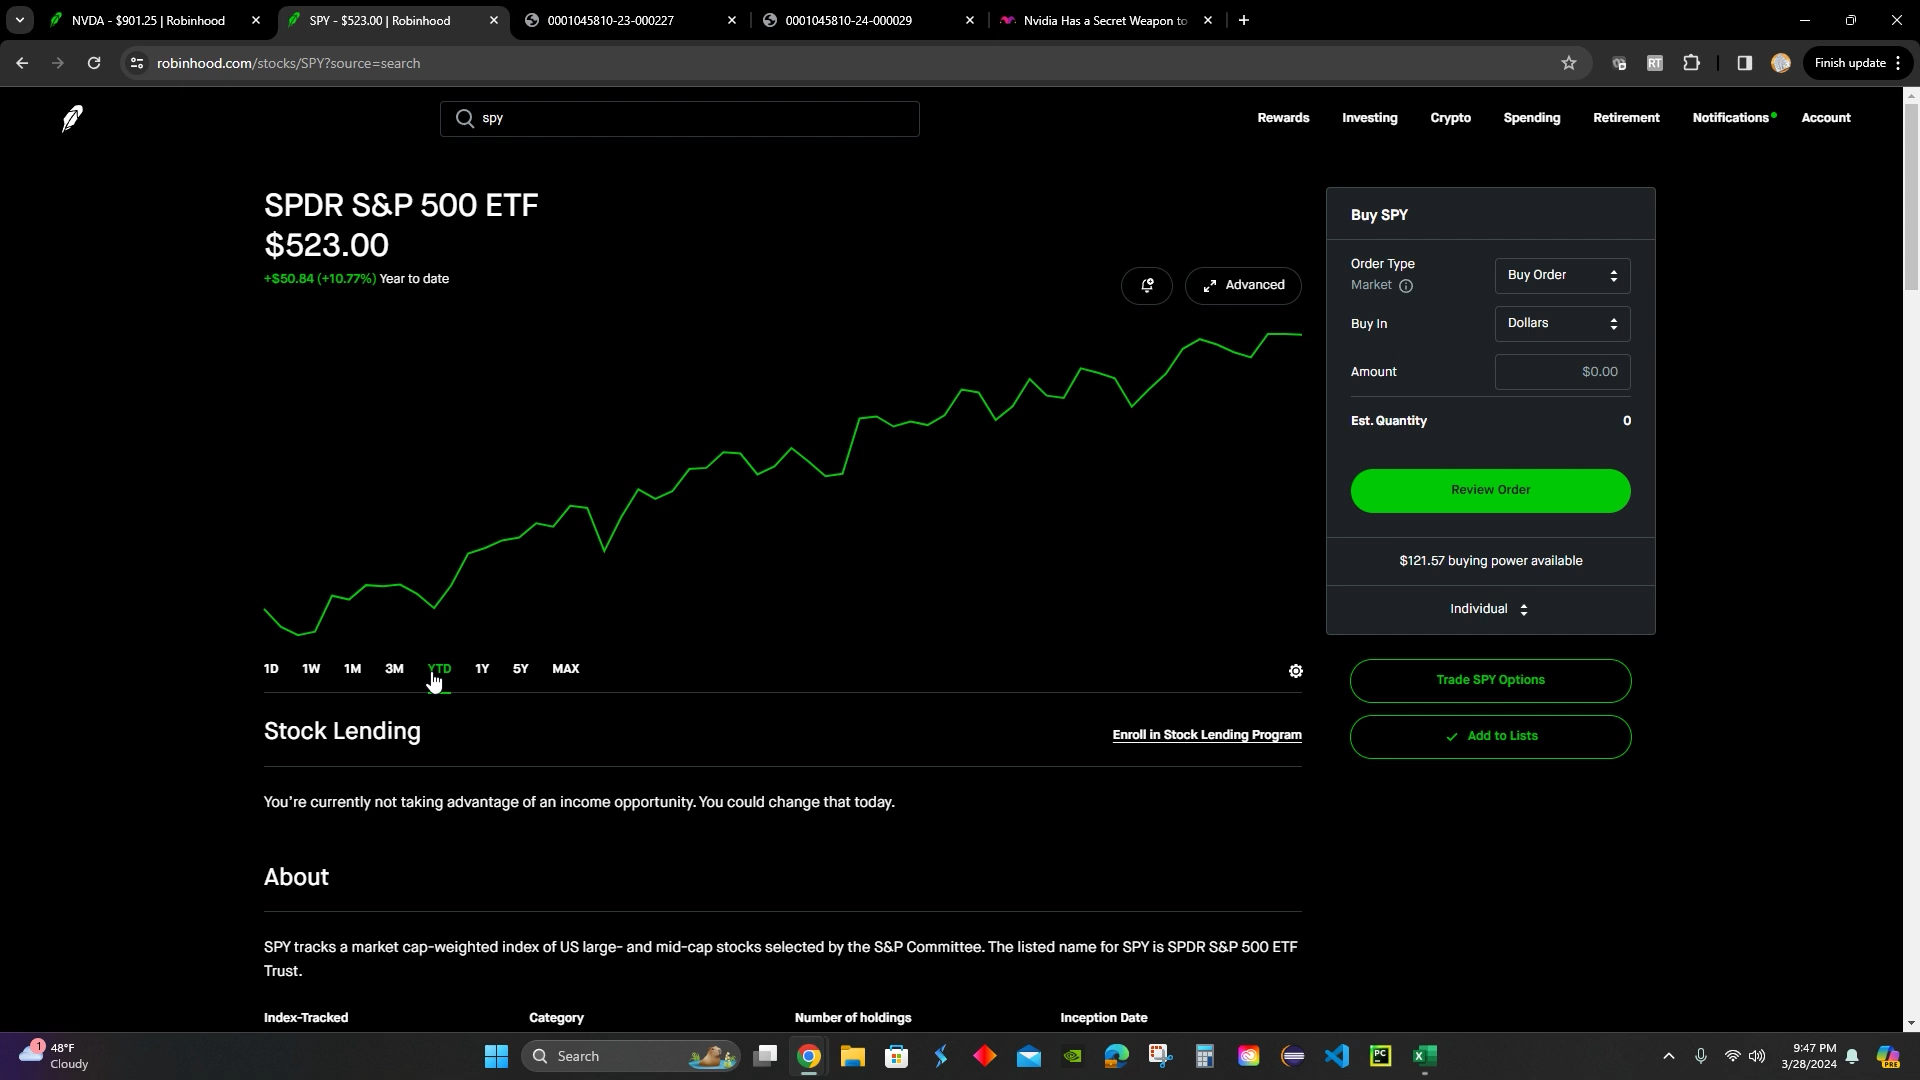 NVDA - $901.25 | Robinhood
SPY - $523.00 | Robinhood
0001045810-23-000227
0001045810-24-000029
Nvidia Has a Secret Weapon to
robinhood.com/stocks/SPY?source=search
RT
Finish update
spy
Rewards
Investing
Crypto
Spending
Retirement
Notifications
Account
SPDR S&P 500 ETF
$523.00
+$50.84 (+10.77%) Year to date
Advanced
Buy SPY
Order Type
Market
Buy Order
Buy In
Dollars
Amount
$0.00
Est. Quantity
0
Review Order
$121.57 buying power available
Individual
Trade SPY Options
Add to Lists
1D
1W
1M
3M
YTD
1Y
5Y
MAX
Stock Lending
Enroll in Stock Lending Program
You're currently not taking advantage of an income opportunity. You could change that today.
About
SPY tracks a market cap-weighted index of US large- and mid-cap stocks selected by the S&P Committee. The listed name for SPY is SPDR S&P 500 ETF
Trust.
Index-Tracked
Category
Number of holdings
Inception Date
1
48°F
Cloudy
Search
PC
9:47 PM
3/28/2024
PRE